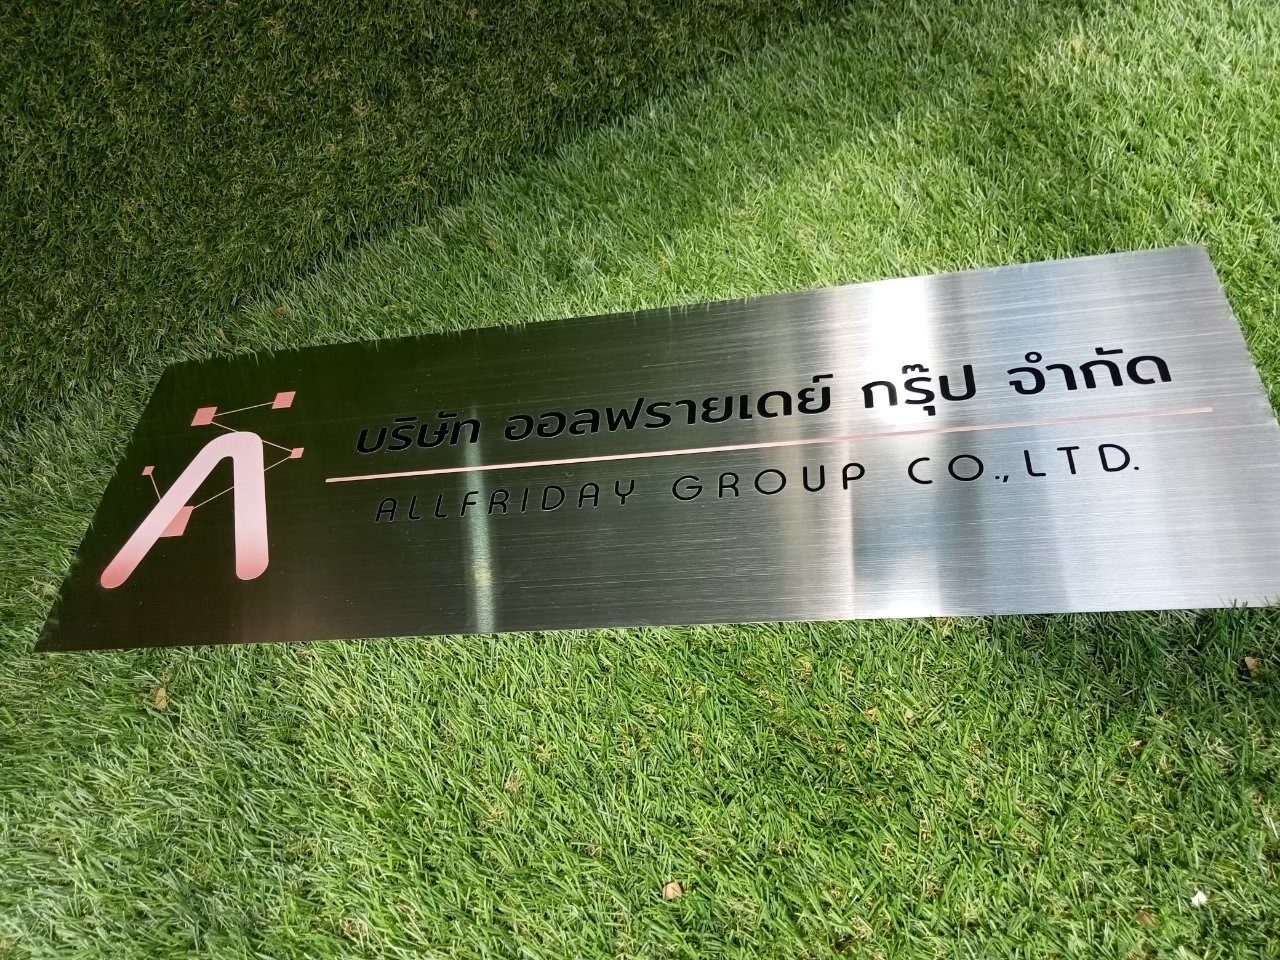 บริษัท ออลฟรายเดย์ กรุ๊ป จำกัด
ALLFRIDAY GROUP CO.,LTD.